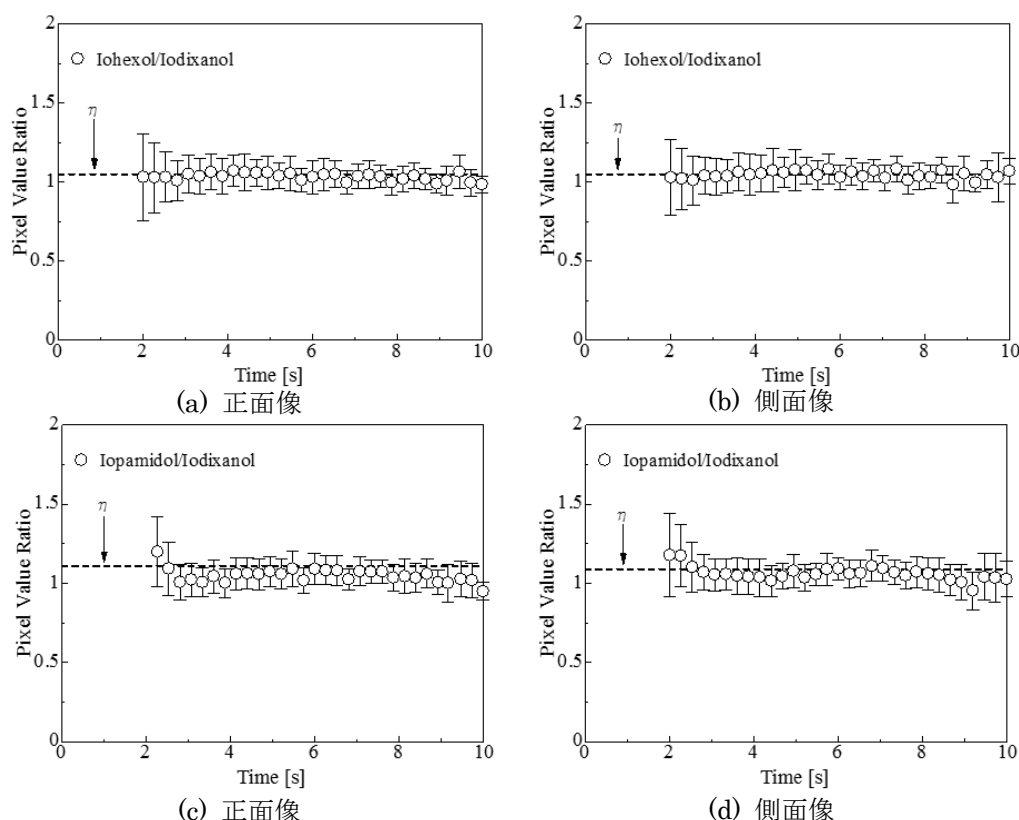 2
Iohexol/Iodixanol
1.5
η
1
0.5
0
0 2 4 6 8 10
Pixel Value Ratio
Time [s]
(a) 正面像
2
Iohexol/Iodixanol
1.5
η
1
0.5
0
0 2 4 6 8 10
Pixel Value Ratio
Time [s]
(b) 側面像
2
Iopamidol/Iodixanol
1.5
η
1
0.5
0
0 2 4 6 8 10
Pixel Value Ratio
Time [s]
(c) 正面像
2
Iopamidol/Iodixanol
1.5
η
1
0.5
0
0 2 4 6 8 10
Pixel Value Ratio
Time [s]
(d) 側面像